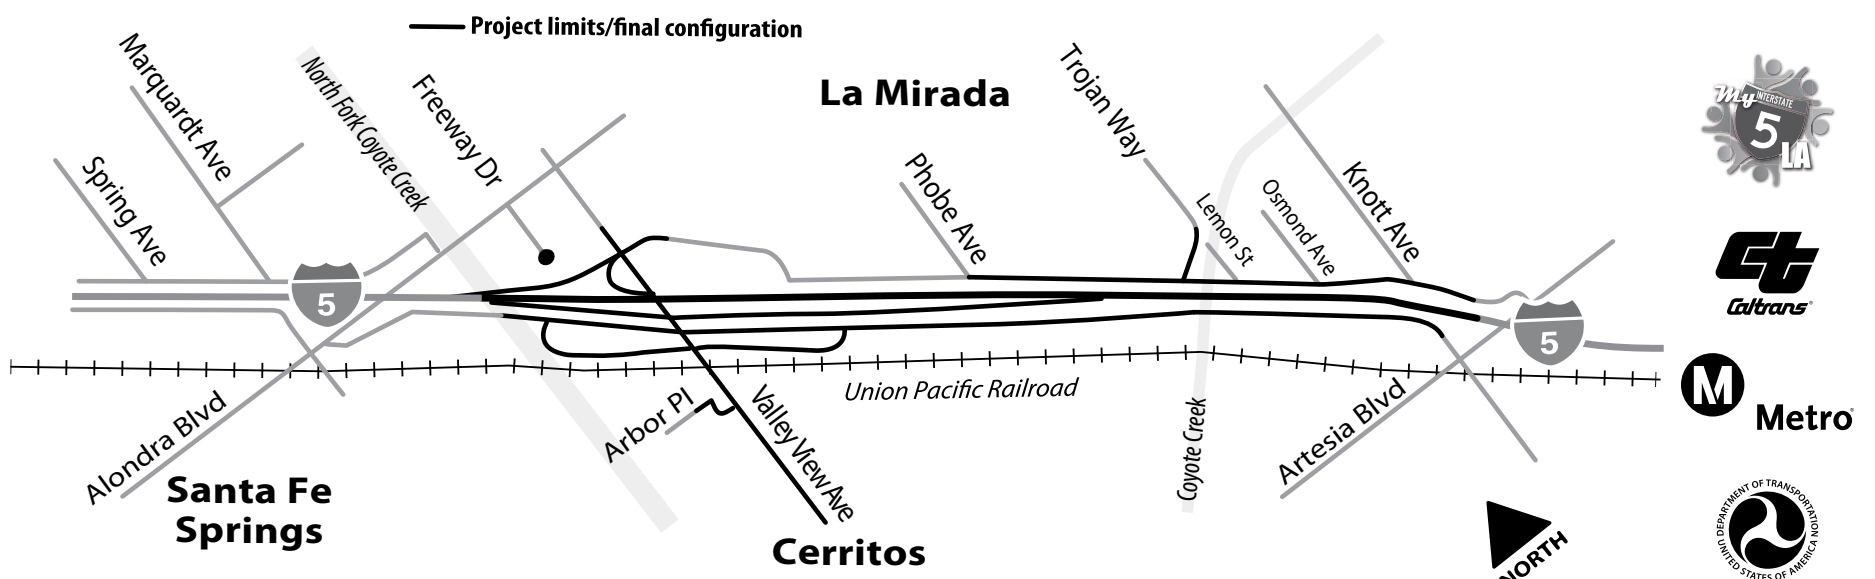 Project limits/final configuration
Marquardt Ave
North Fork Coyote Creek
Freeway Dr
La Mirada
Trojan Way
My INTERSTATE
5
LA
Spring Ave
Phobe Ave
Lemon St
Osmond Ave
Knott Ave
5
5
Caltrans
Union Pacific Railroad
M
Metro
Alondra Blvd
Arbor Pl
Valley View Ave
Coyote Creek
Artesia Blvd
Santa Fe
Springs
Cerritos
NORTH
DEPARTMENT OF TRANSPORTATION
UNITED STATES OF AMERICA